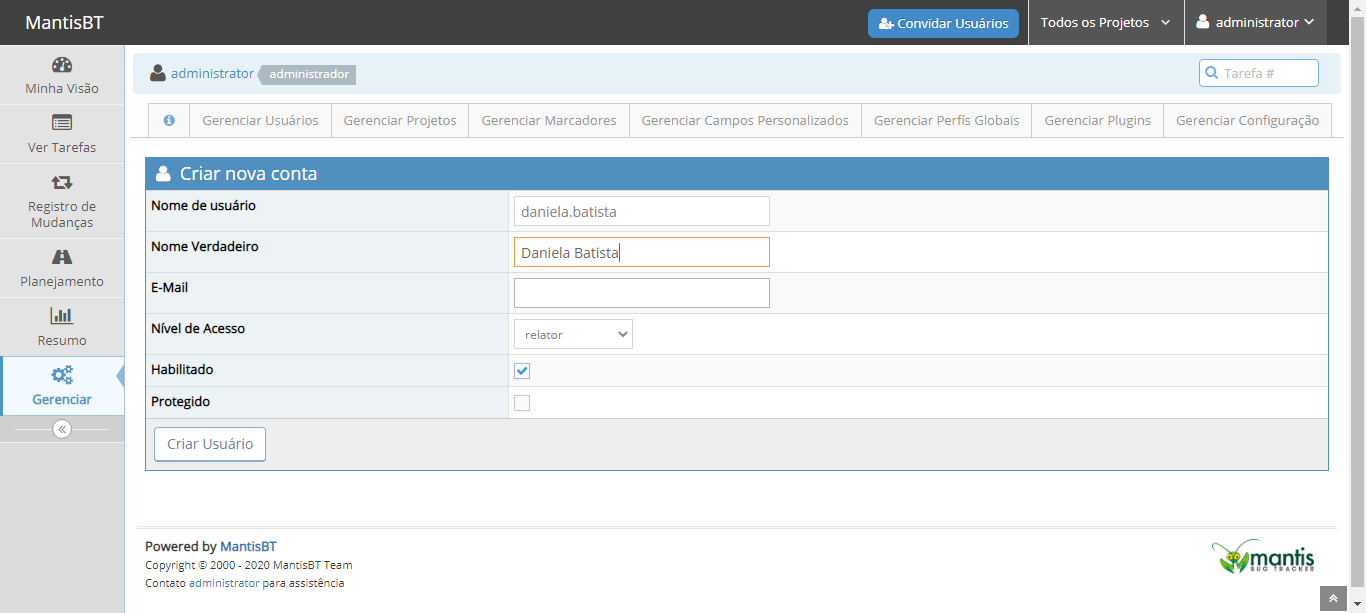 MantisBT
Convidar Usuários
Todos os Projetos
administrator
Minha Visão
Ver Tarefas
Registro de
Mudanças
Planejamento
Resumo
Gerenciar
administrator administrador
Tarefa #
Gerenciar Usuários Gerenciar Projetos Gerenciar Marcadores Gerenciar Campos Personalizados Gerenciar Perfís Globais Gerenciar Plugins Gerenciar Configuração
Criar nova conta
Nome de usuário daniela.batista
Nome Verdadeiro Daniela Batista
E-Mail
Nível de Acesso relator
Habilitado
Protegido
Criar Usuário
Powered by MantisBT
Copyright © 2000 - 2020 MantisBT Team
Contato administrator para assistência
mantis
BUG TRACKER